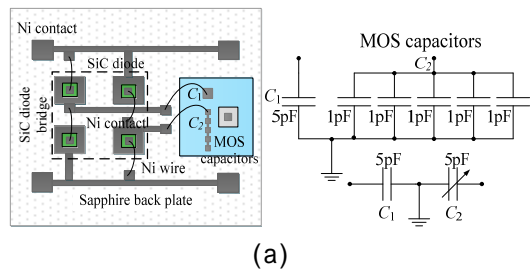 Ni contact
SiC diode
SiC diode
bridge
Ni contact
C1
C2
MOS
capacitors
Ni wire
Sapphire back plate
MOS capacitors
C2
C1
5pF
1pF
1pF
1pF
1pF
1pF
5pF
5pF
C1
C2
(a)